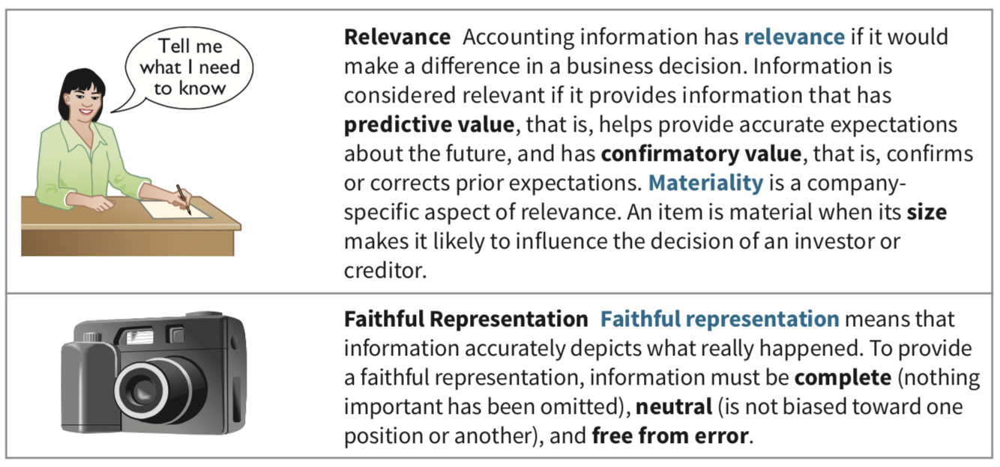 Tell me
what I need
to know
Relevance Accounting information has relevance if it would
make a difference in a business decision. Information is
considered relevant if it provides information that has
predictive value, that is, helps provide accurate expectations
about the future, and has confirmatory value, that is, confirms
or corrects prior expectations. Materiality is a company-
specific aspect of relevance. An item is material when its size
makes it likely to influence the decision of an investor or
creditor.
Faithful Representation Faithful representation means that
information accurately depicts what really happened. To provide
a faithful representation, information must be complete (nothing
important has been omitted), neutral (is not biased toward one
position or another), and free from error.